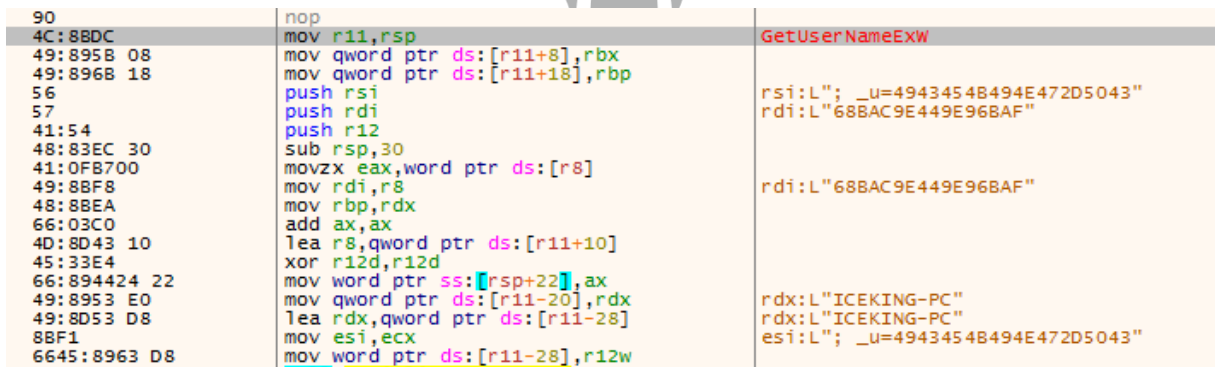 90 nop
4C:8BDC mov r11,rsp GetUserNameExW
49:895B 08 mov qword ptr ds:[r11+8],rbx
49:896B 18 mov qword ptr ds:[r11+18],rbp
56 push rsi rsi:L"; _u=4943454B494E472D5043"
57 push rdi rdi:L"68BAC9E449E96BAF"
41:54 push r12
48:83EC 30 sub rsp,30
41:0FB700 movzx eax,word ptr ds:[r8]
49:8BF8 mov rdi,r8 rdi:L"68BAC9E449E96BAF"
48:8BEA mov rbp,rdx
66:03C0 add ax,ax
4D:8D43 10 lea r8,qword ptr ds:[r11+10]
45:33E4 xor r12d,r12d
66:894424 22 mov word ptr ss:[rsp+22],ax
49:8953 E0 mov qword ptr ds:[r11-20],rdx rdx:L"ICEKING-PC"
49:8D53 D8 lea rdx,qword ptr ds:[r11-28] rdx:L"ICEKING-PC"
8BF1 mov esi,ecx esi:L"; _u=4943454B494E472D5043"
6645:8963 D8 mov word ptr ds:[r11-28],r12w